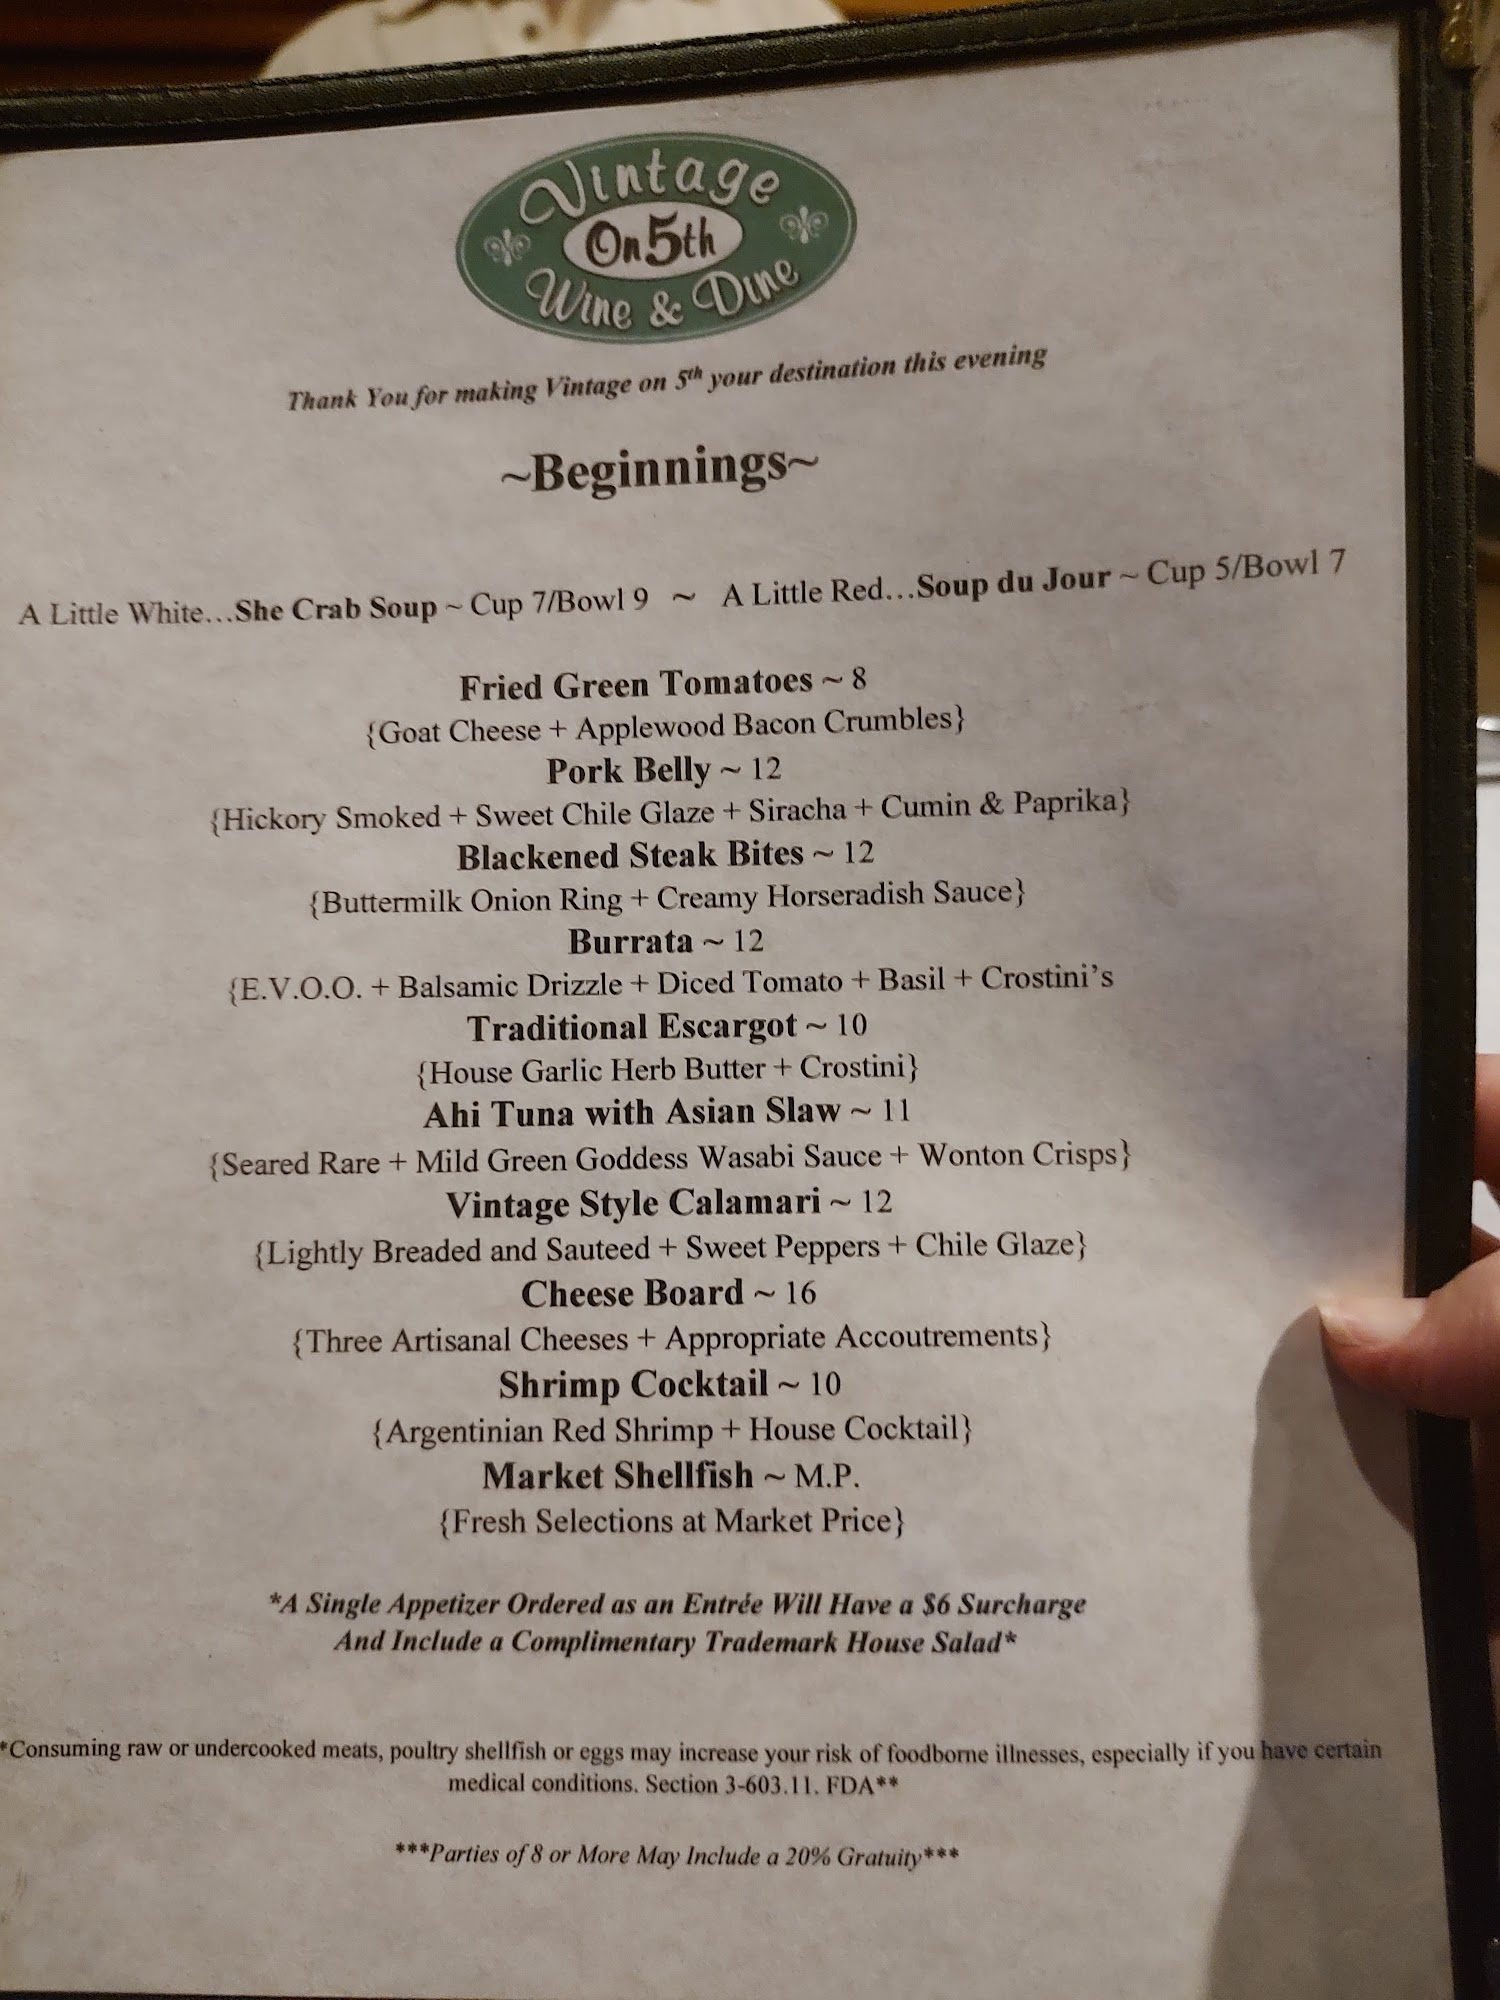 Vintage
On 5th
Wine & Dine
Thank You for making Vintage on 5th your destination this evening
~Beginnings~
A Little White...She Crab Soup ~ Cup 7/Bowl 9 ~ A Little Red...Soup du Jour ~ Cup 5/Bowl 7
Fried Green Tomatoes ~ 8
{Goat Cheese + Applewood Bacon Crumbles}
Pork Belly ~ 12
{Hickory Smoked + Sweet Chile Glaze + Siracha + Cumin & Paprika}
Blackened Steak Bites ~ 12
{Buttermilk Onion Ring + Creamy Horseradish Sauce}
Burrata ~ 12
{E.V.O.O. + Balsamic Drizzle + Diced Tomato + Basil + Crostini's
Traditional Escargot ~ 10
{House Garlic Herb Butter + Crostini}
Ahi Tuna with Asian Slaw ~ 11
{Seared Rare + Mild Green Goddess Wasabi Sauce + Wonton Crisps}
Vintage Style Calamari ~ 12
{Lightly Breaded and Sauteed + Sweet Peppers + Chile Glaze}
Cheese Board ~ 16
{Three Artisanal Cheeses + Appropriate Accoutrements}
Shrimp Cocktail ~ 10
{Argentinian Red Shrimp + House Cocktail}
Market Shellfish ~ M.P.
{Fresh Selections at Market Price}
*A Single Appetizer Ordered as an Entrée Will Have a $6 Surcharge
And Include a Complimentary Trademark House Salad*
*Consuming raw or undercooked meats, poultry shellfish or eggs may increase your risk of foodborne illnesses, especially if you have certain
medical conditions. Section 3-603.11. FDA**
***Parties of 8 or More May Include a 20% Gratuity***